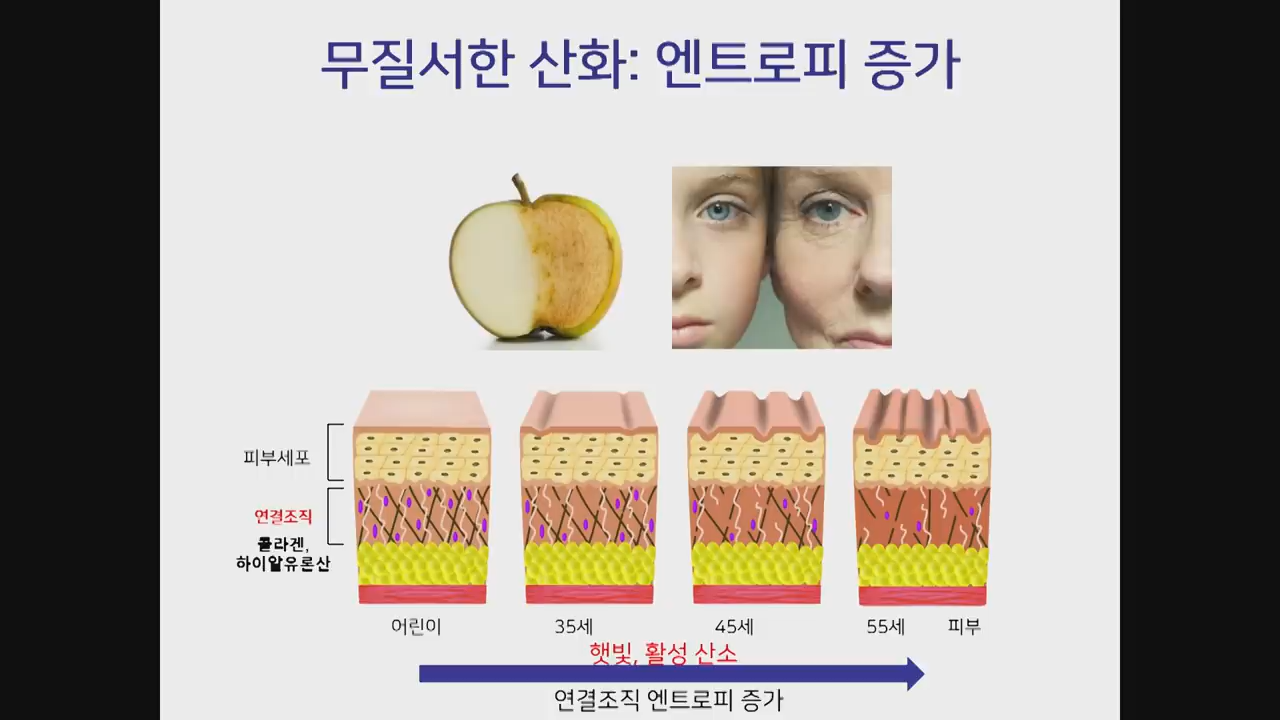 무질서한 산화: 엔트로피 증가
피부세포
연결조직
콜라겐,
하이알유론산
어린이 35세 45세 55세 피부
햇빛, 활성 산소
연결조직 엔트로피 증가